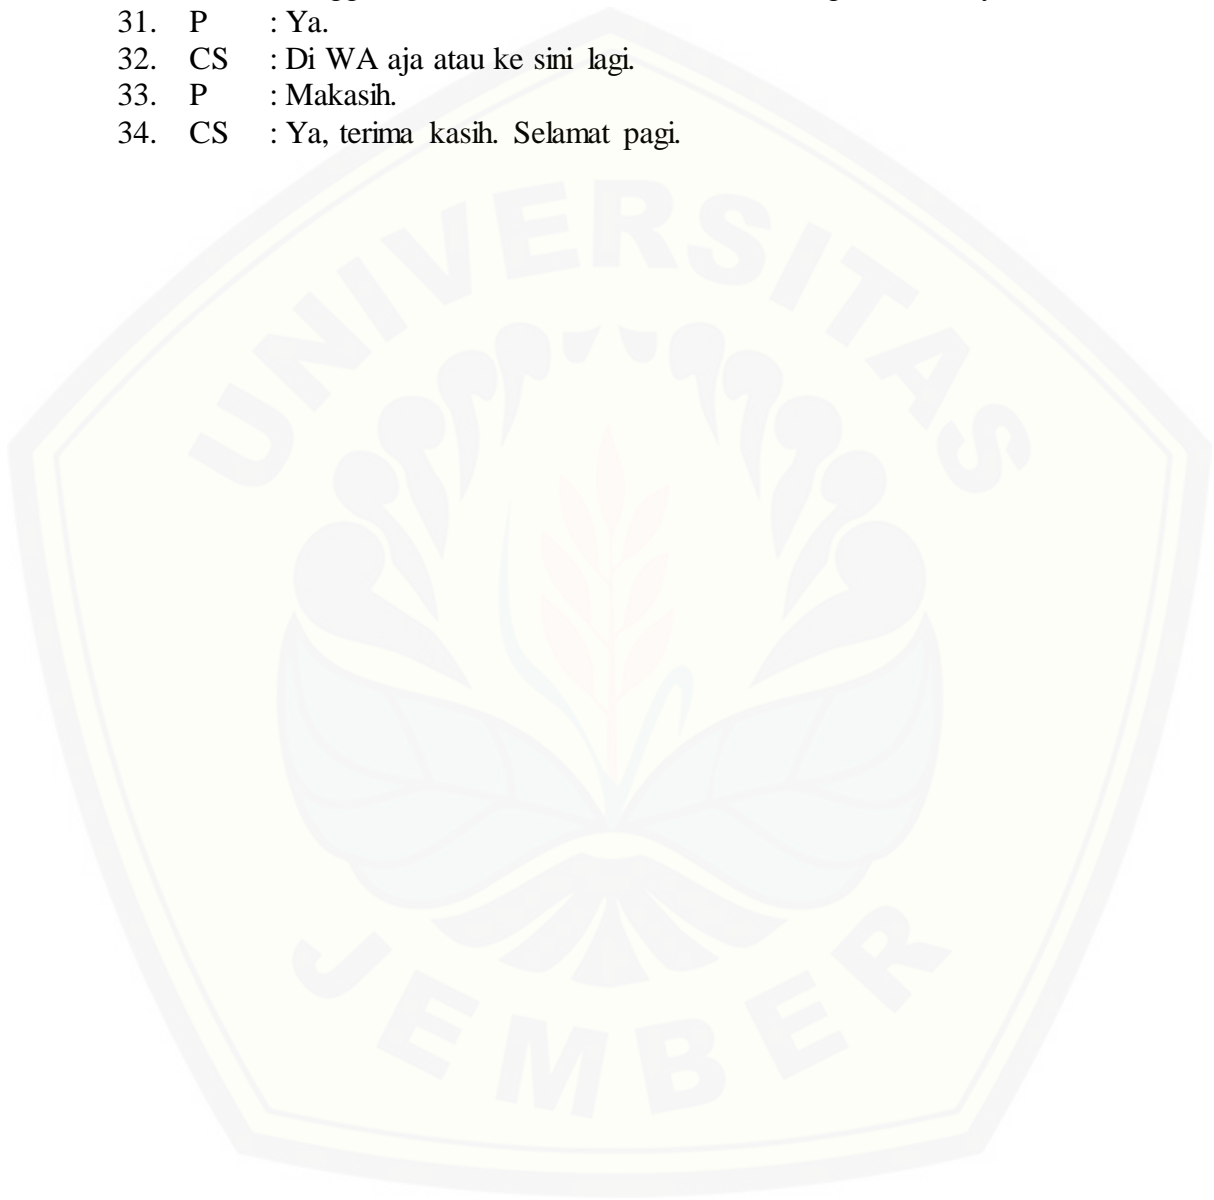 31. P : Ya.
32. CS : Di WA aja atau ke sini lagi.
33. P : Makasih.
34. CS : Ya, terima kasih. Selamat pagi.
UNIVERSITAS
JEMBER